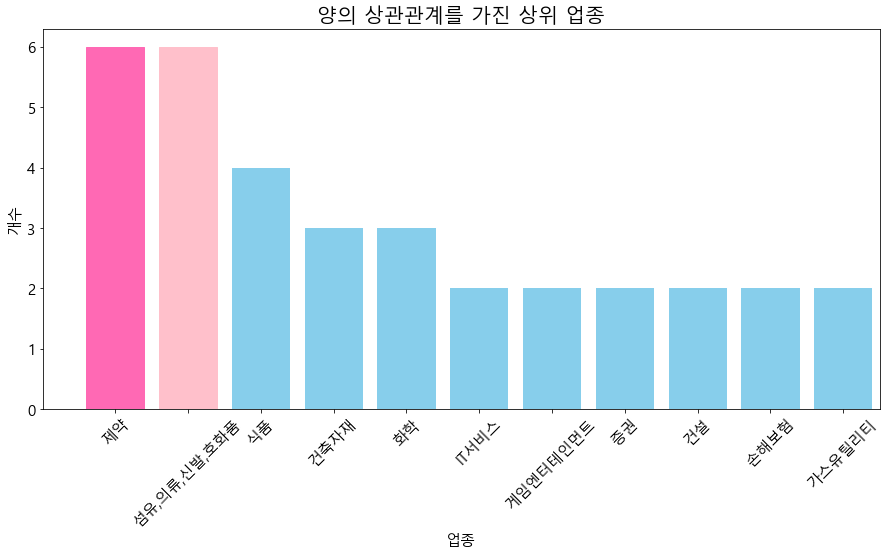 양의 상관관계를 가진 상위 업종
개수
6
5
4
3
2
1
0
제약
섬유,의류,신발,호화품
식품
건축자재
화학
IT서비스
게임엔터테인먼트
증권
건설
손해보험
가스유틸리티
업종